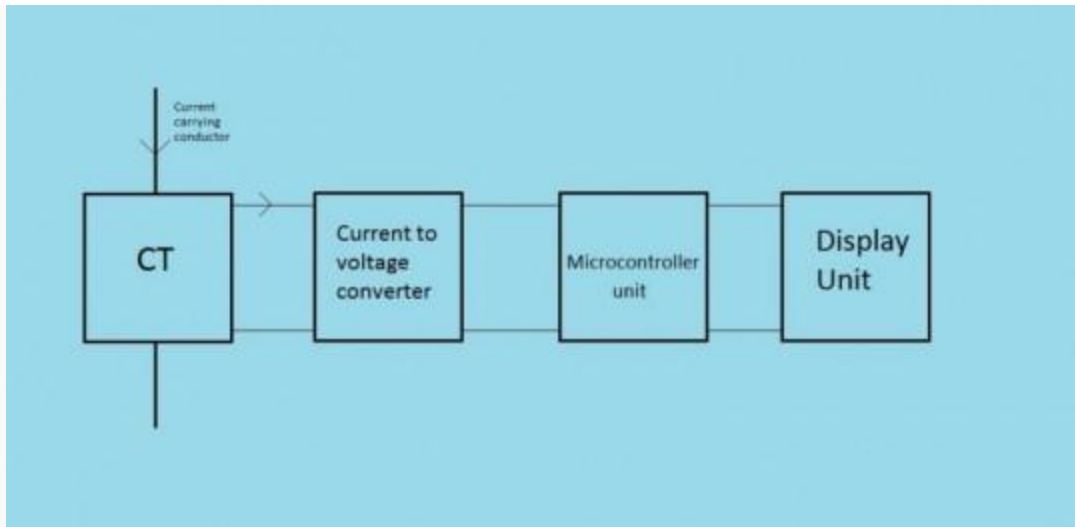 Current
carrying
conductor
CT
Current to
voltage
converter
Microcontroller
unit
Display
Unit